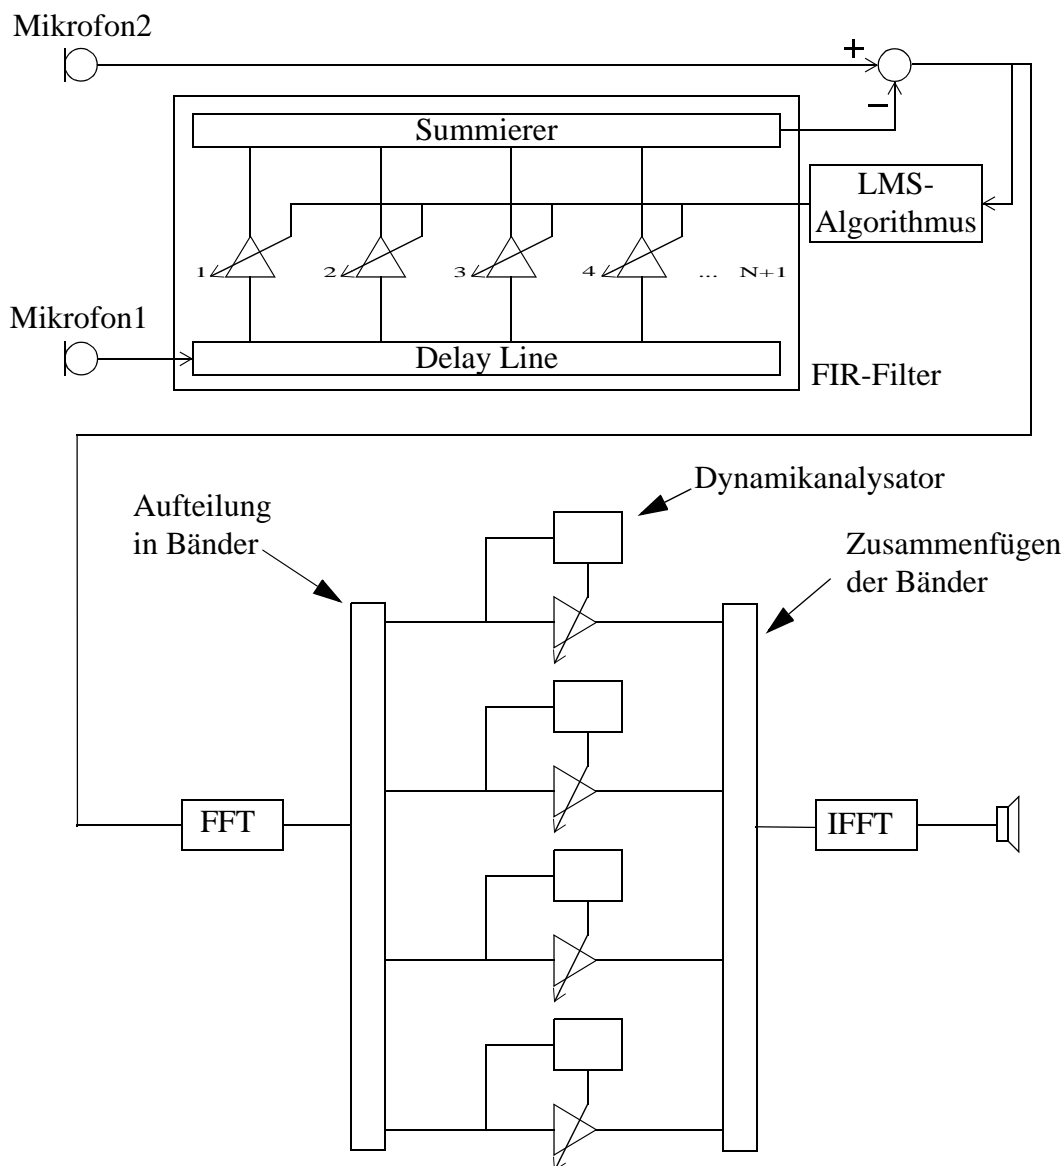 Mikrofon2
+
−
Summierer
LMS-
Algorithmus
1
2
3
4
... N+1
Mikrofon1
Delay Line
FIR-Filter
Dynamikanalysator
Aufteilung
in Bänder
Zusammenfügen
der Bänder
FFT
IFFT